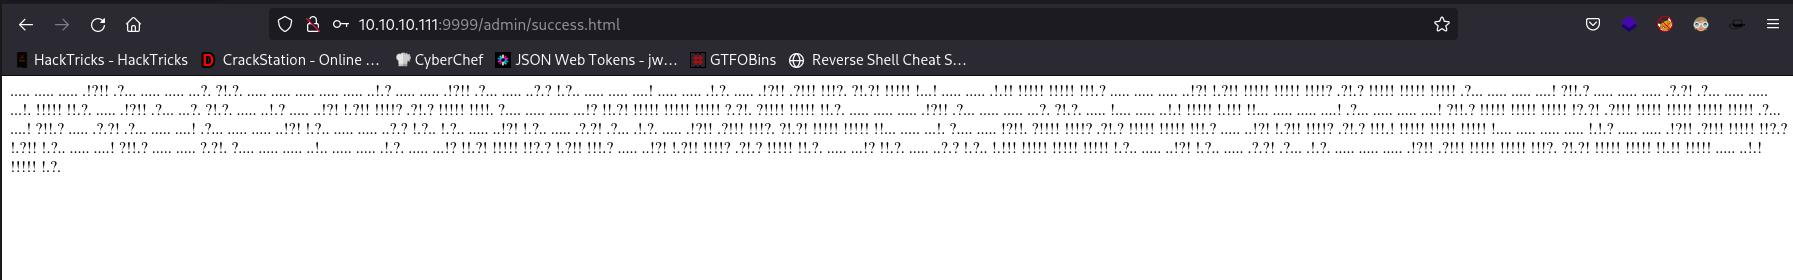 10.10.10.111:9999/admin/success.html
HackTricks - HackTricks CrackStation - Online ... CyberChef JSON Web Tokens - jw... GTFOBins Reverse Shell Cheat S...
..... ..... ..... .!?!! .?... ..... ..... ...?. ?!.?. ..... ..... ..... ..... ..... ..!.? ..... ..... .!?!! .?... ..... ..... ..?.? !.?.. ..... ..... ....! ..... ..... .!.?. ..... .!?!! .?!!! !!!?. ?!.?! !!!!! !...! ..... ..... .!.!! !!!!! !!!!! !!!.? ..... ..... ..... ..!?! !.?!! !!!!! !!!!! !!!!? .?!.? !!!!! !!!!! !!!!! .?... ..... ..... ....! ?!!.? ..... ..... ..... .?.?! .?... ..... .....
...!. !!!!! !!.?. ..... .!?!! .?... ...?. ?!.?. ..... ..!.? ..... ..!?! !.?!! !!!!? .?!.? !!!!! !!!!. ?.... ..... ..... ...!? !!.?! !!!!! !!!!! !!!!! ?.?!. ?!!!! !!!!! !!.?. ..... ..... ..... .!?!! .?... ..... ..... ...?. ?!.?. ..... !.... ..... ..!.! !!!!! !.!!! !!... ..... ..... ....! .?... ..... ..... ....! ?!!.? !!!!! !!!!! !!!!! !?.?! .?!!! !!!!! !!!!! !!!!! !!!!! .?...
....! ?!!.? ..... .?.?! .?... ..... ....! .?... ..... ..... ..!?! !.?.. ..... ..... ..?.? !.?.. !.?.. ..... ..!?! !.?.. ..... .?.?! .?... .!.?. ..... .!?!! .?!!! !!!?. ?!.?! !!!!! !!!!! !!... ..... ...!. ?.... ..... !?!!. ?!!!! !!!!? .?!.? !!!!! !!!!! !!!.? ..... ..!?! !.?!! !!!!? .?!.? !!!.! !!!!! !!!!! !!!!! !.... ..... ..... ..... !.!.? ..... ..... .!?!! .?!!! !!!!! !!?.?
!.?!! !.?.. ..... ....! ?!!.? ..... ..... ?.?!. ?.... ..... ..... ..!.. ..... ..... .!.?. ..... ...!? !!.?! !!!!! !!?.? !.?!! !!!.? ..... ..!?! !.?!! !!!!? .?!.? !!!!! !!.?. ..... ...!? !!.?. ..... ..?.? !.?.. !.!!! !!!!! !!!!! !!!!! !.?.. ..... ..!?! !.?.. ..... .?.?! .?... .!.?. ..... ..... ..... .!?!! .?!!! !!!!! !!!!! !!!?. ?!.?! !!!!! !!!!! !!.!! !!!!! ..... ..!.!
!!!!! !.?.